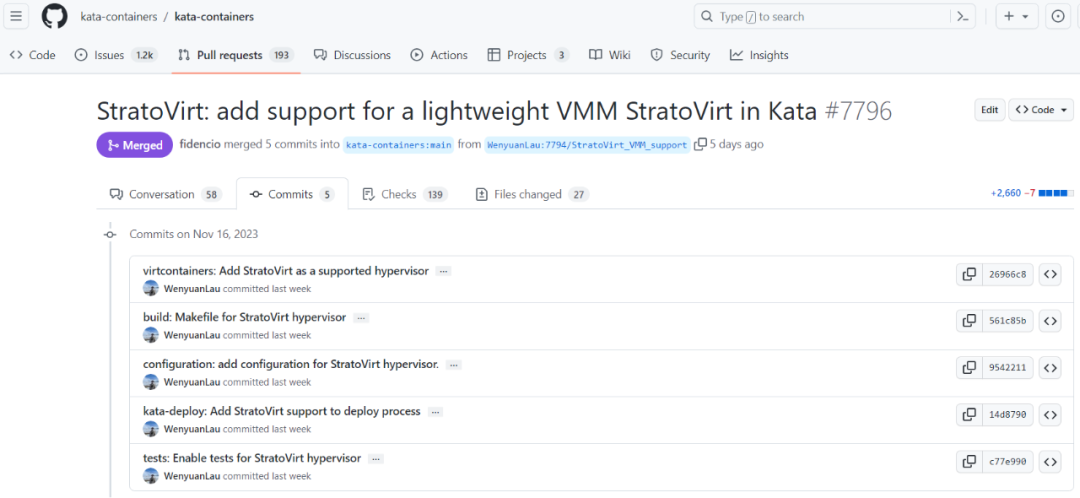 kata-containers / kata-containers
Type / to search
Code Issues 1.2k Pull requests 193 Discussions Actions Projects 3 Wiki Security Insights
StratoVirt: add support for a lightweight VMM StratoVirt in Kata #7796
Edit <> Code
Merged fidencio merged 5 commits into kata-containers:main from WenyuanLau:7794/StratoVirt_VMM_support 5 days ago
Conversation 58 Commits 5 Checks 139 Files changed 27
+2,660 −7
Commits on Nov 16, 2023
virtcontainers: Add StratoVirt as a supported hypervisor ...
26966c8
WenyuanLau committed last week
build: Makefile for StratoVirt hypervisor ...
561c85b
WenyuanLau committed last week
configuration: add configuration for StratoVirt hypervisor. ...
9542211
WenyuanLau committed last week
kata-deploy: Add StratoVirt support to deploy process ...
14d8790
WenyuanLau committed last week
tests: Enable tests for StratoVirt hypervisor ...
c77e990
WenyuanLau committed last week